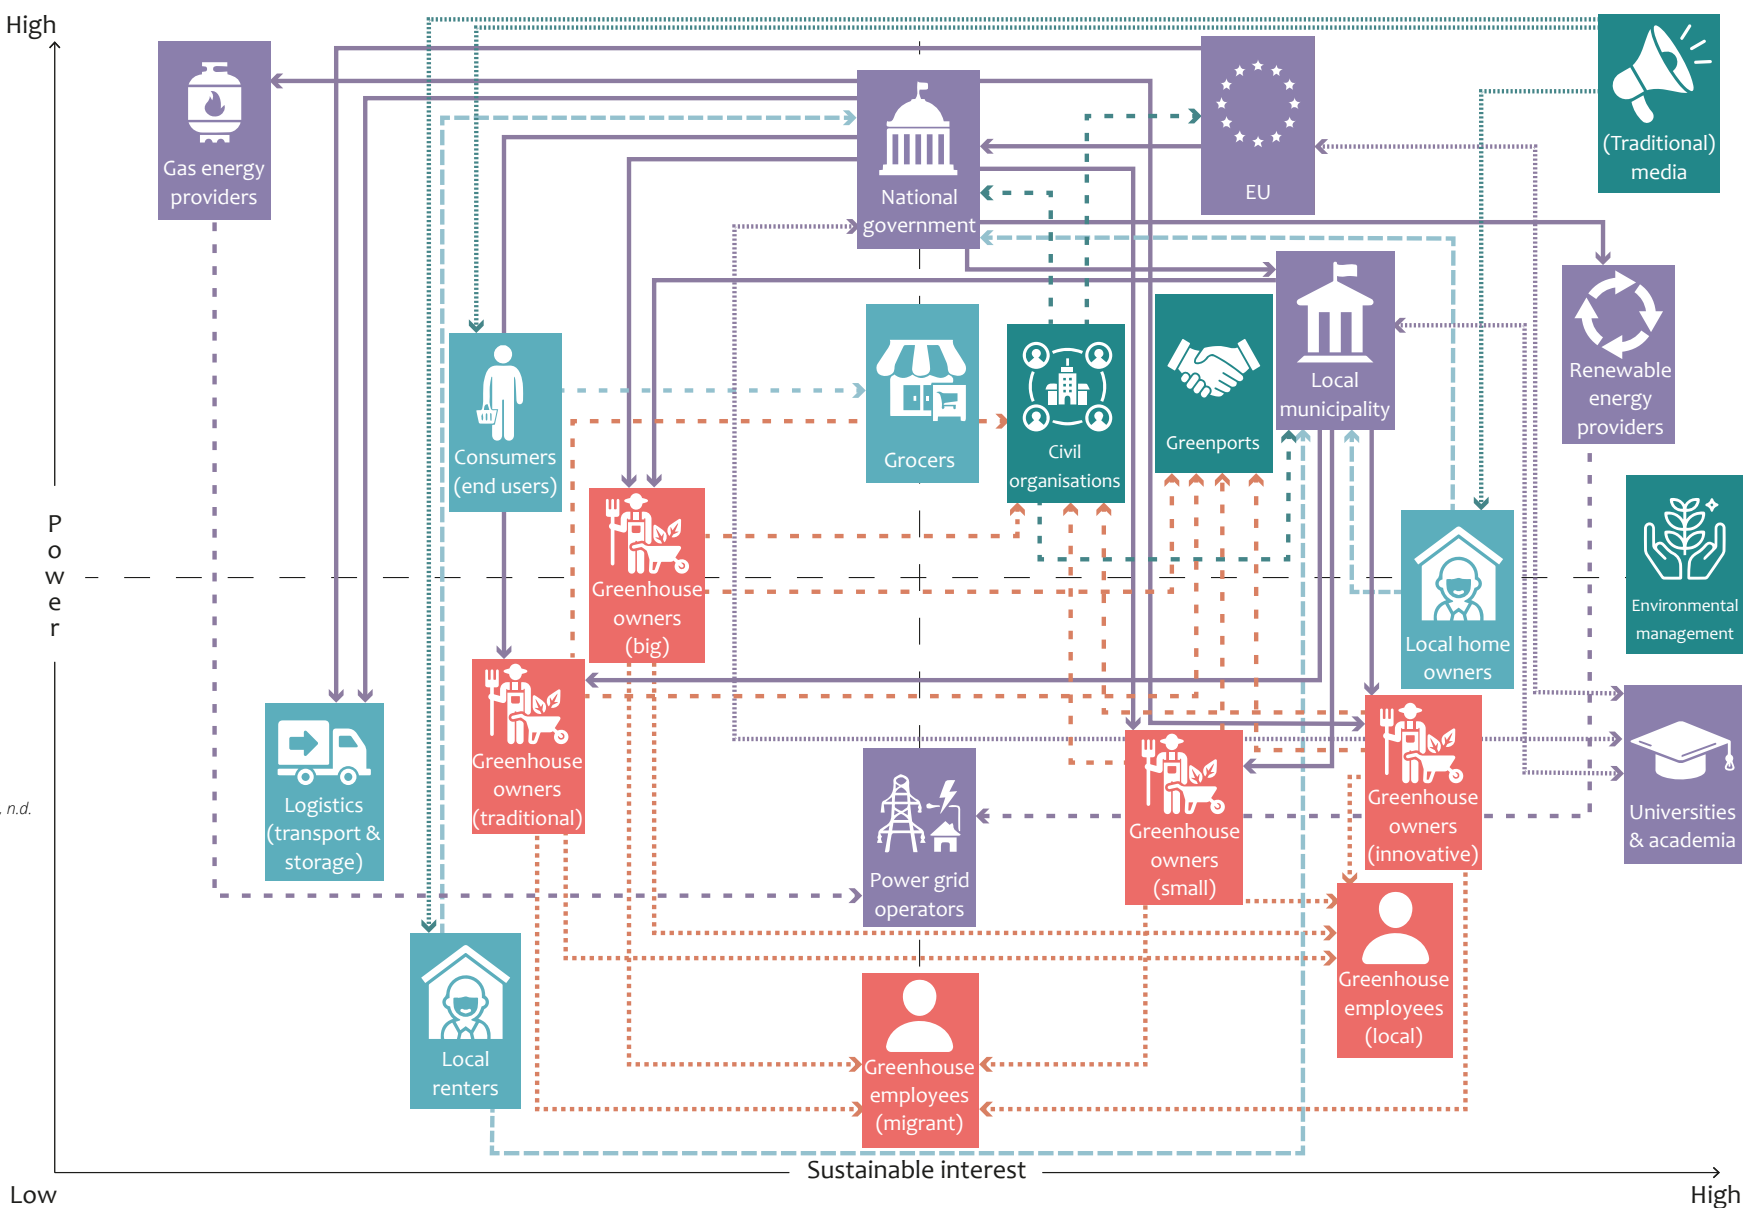 High
Gas energy
providers
National
government
EU
(Traditional)
media
Consumers
(end users)
Grocers
Civil
organisations
Greenports
Local
municipality
Renewable
energy
providers
Power
Greenhouse
owners
(big)
Local home
owners
Environmental
management
Greenhouse
owners
(traditional)
Logistics
(transport &
storage)
, n.d.
Power grid
operators
Greenhouse
owners
(small)
Greenhouse
owners
(innovative)
Universities
& academia
Local
renters
Greenhouse
employees
(migrant)
Greenhouse
employees
(local)
Sustainable interest
Low
High